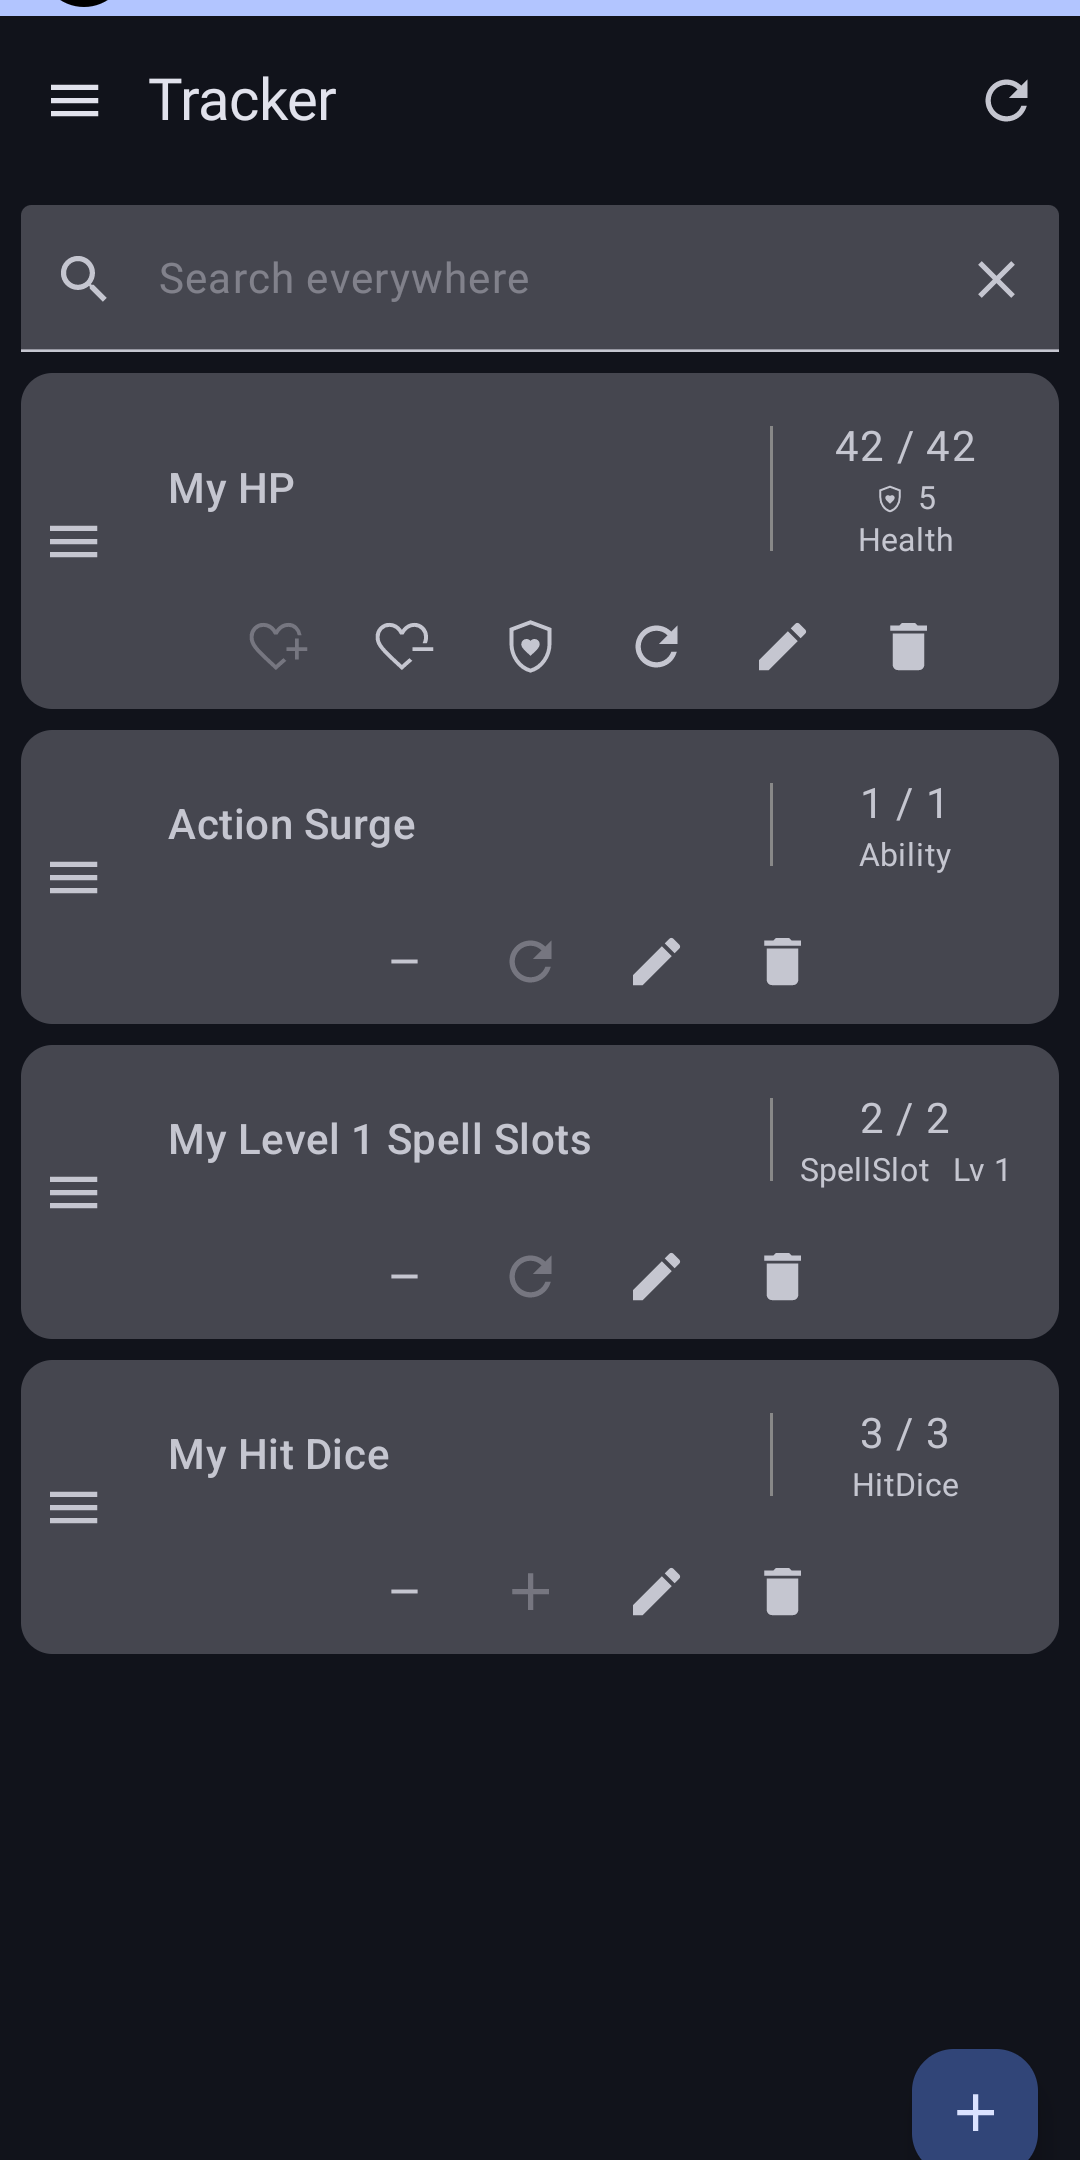 Tracker
Search everywhere
My HP
42 / 42
5
Health
Action Surge
1 / 1
Ability
My Level 1 Spell Slots
2 / 2
SpellSlot Lv 1
My Hit Dice
3 / 3
HitDice